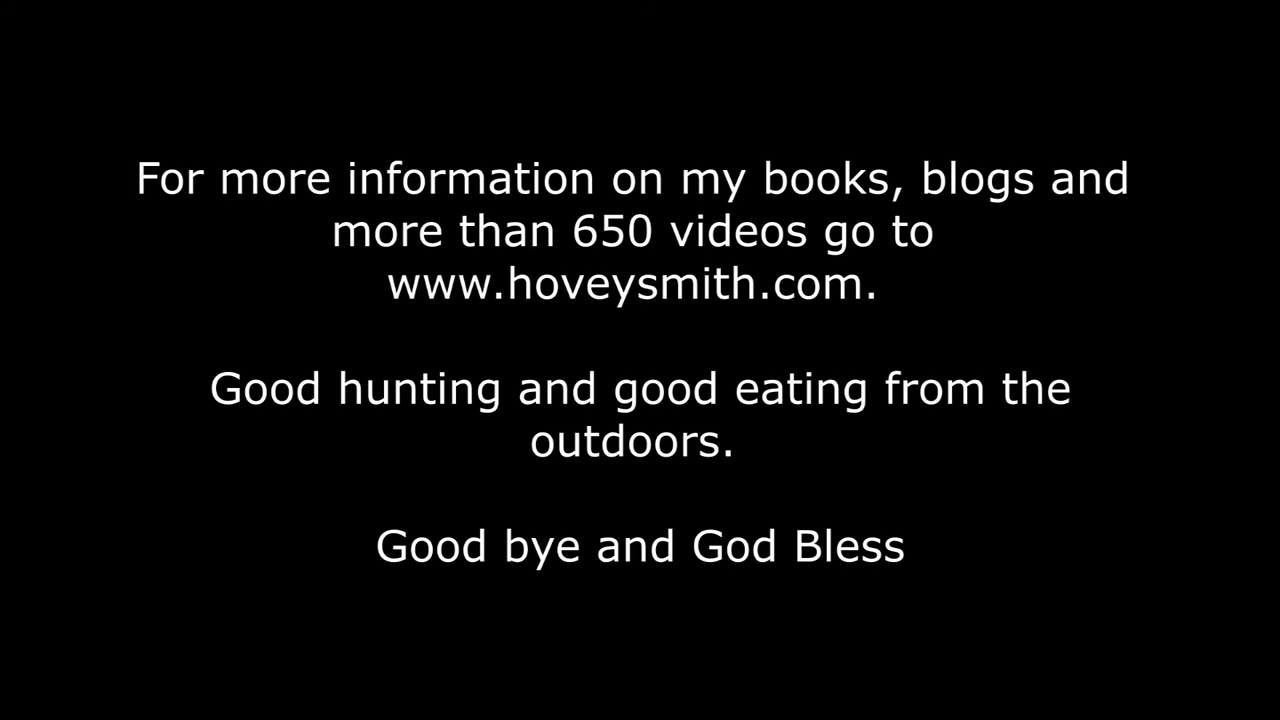 For more information on my books, blogs and
more than 650 videos go to
www.hoveysmith.com.
Good hunting and good eating from the
outdoors.
Good bye and God Bless